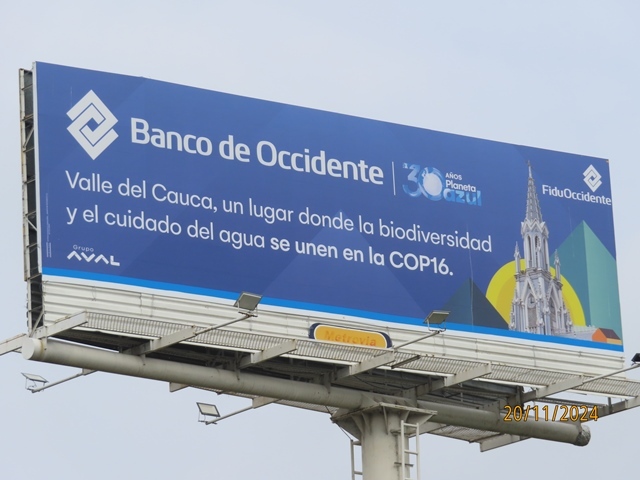 Banco de Occidente
30 AÑOS
Planeta
azul
FiduOccidente
Valle del Cauca, un lugar donde la biodiversidad
y el cuidado del agua se unen en la COP16.
Grupo
AVAL
Metrovía
20/11/2024